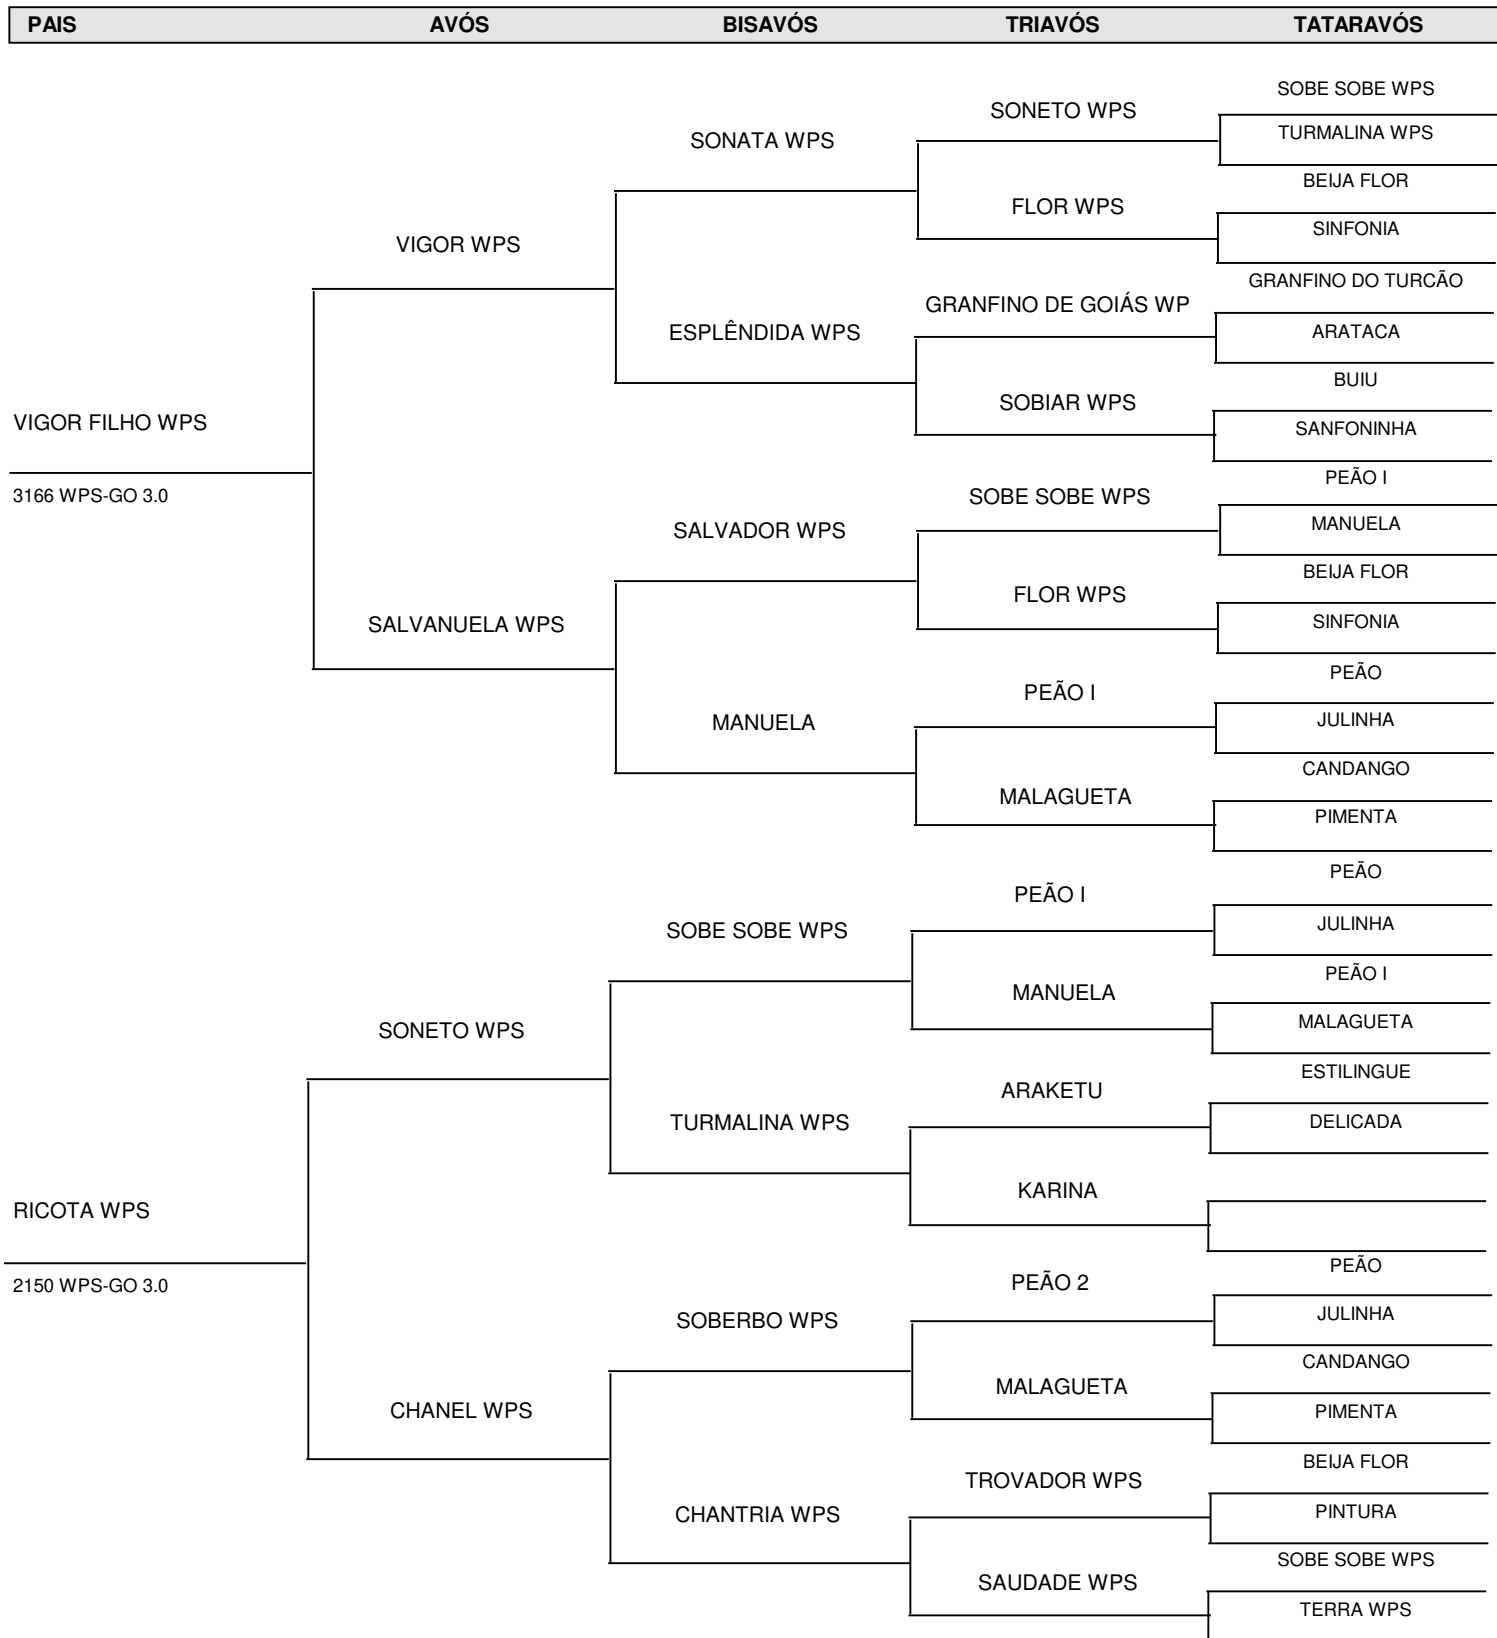 PAIS AVÓS BISAVÓS TRIAVÓS TATARAVÓS
SOBE SOBE WPS
SONETO WPS
TURMALINA WPS
SONATA WPS
BEIJA FLOR
FLOR WPS
SINFONIA
VIGOR WPS
GRANFINO DO TURCÃO
GRANFINO DE GOIÁS WP
ARATACA
ESPLÊNDIDA WPS
BUIU
SOBIAR WPS
VIGOR FILHO WPS
SANFONINHA
PEÃO I
3166 WPS-GO 3.0
SOBE SOBE WPS
MANUELA
SALVADOR WPS
BEIJA FLOR
FLOR WPS
SINFONIA
SALVANUELA WPS
PEÃO
PEÃO I
JULINHA
MANUELA
CANDANGO
MALAGUETA
PIMENTA
PEÃO
PEÃO I
JULINHA
SOBE SOBE WPS
PEÃO I
MANUELA
MALAGUETA
SONETO WPS
ESTILINGUE
ARAKETU
DELICADA
TURMALINA WPS
KARINA
RICOTA WPS
PEÃO
2150 WPS-GO 3.0
PEÃO 2
JULINHA
SOBERBO WPS
CANDANGO
MALAGUETA
CHANEL WPS
PIMENTA
BEIJA FLOR
TROVADOR WPS
PINTURA
CHANTRIA WPS
SOBE SOBE WPS
SAUDADE WPS
TERRA WPS